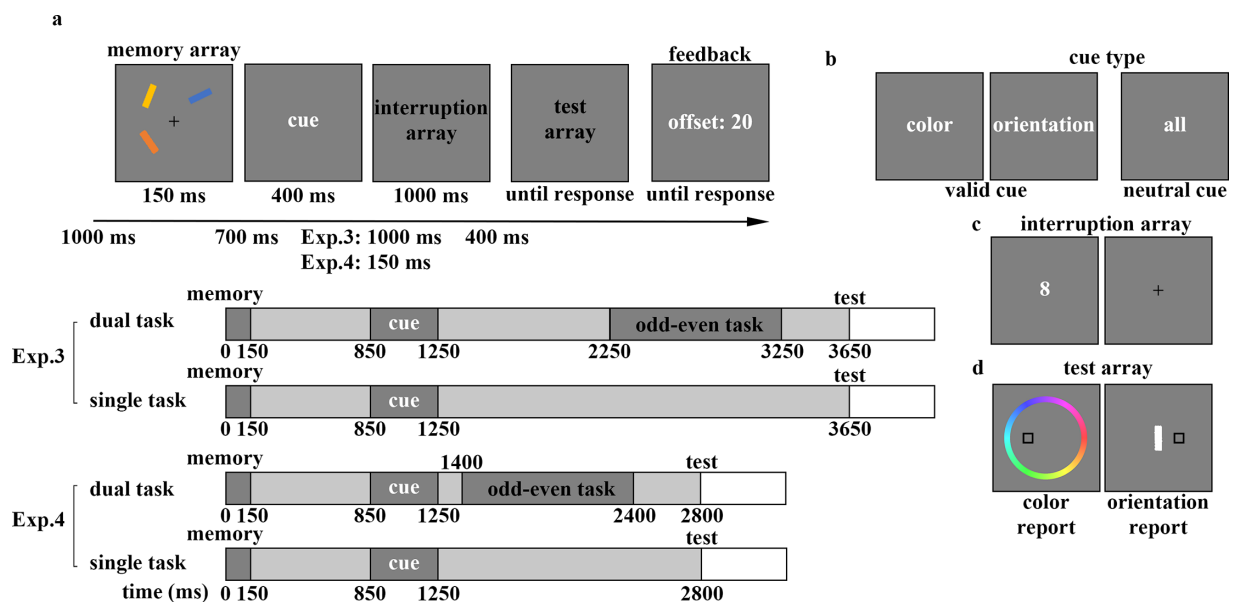 a
memory array
cue
interruption
array
test
array
feedback
offset: 20
150 ms
400 ms
1000 ms
until response
until response
1000 ms
700 ms
Exp.3: 1000 ms
400 ms
Exp.4: 150 ms
b
cue type
color
orientation
all
valid cue
neutral cue
c
interruption array
8
+
d
test array
color
report
orientation
report
Exp.3
memory
test
dual task
cue
odd-even task
0 150 850 1250 2250 3250 3650
memory
test
single task
cue
0 150 850 1250 3650
Exp.4
memory
1400
test
dual task
cue
odd-even task
0 150 850 1250 2400 2800
memory
test
single task
cue
time (ms) 0 150 850 1250 2800